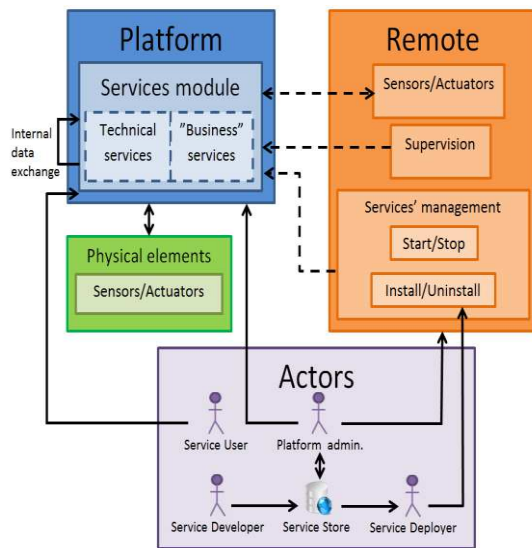 Platform
Services module
Technical
services
”Business”
services
Internal
data
exchange
Physical elements
Sensors/Actuators
Remote
Sensors/Actuators
Supervision
Services' management
Start/Stop
Install/Uninstall
Actors
Service User
Platform admin.
Service Developer
Service Store
Service Deployer